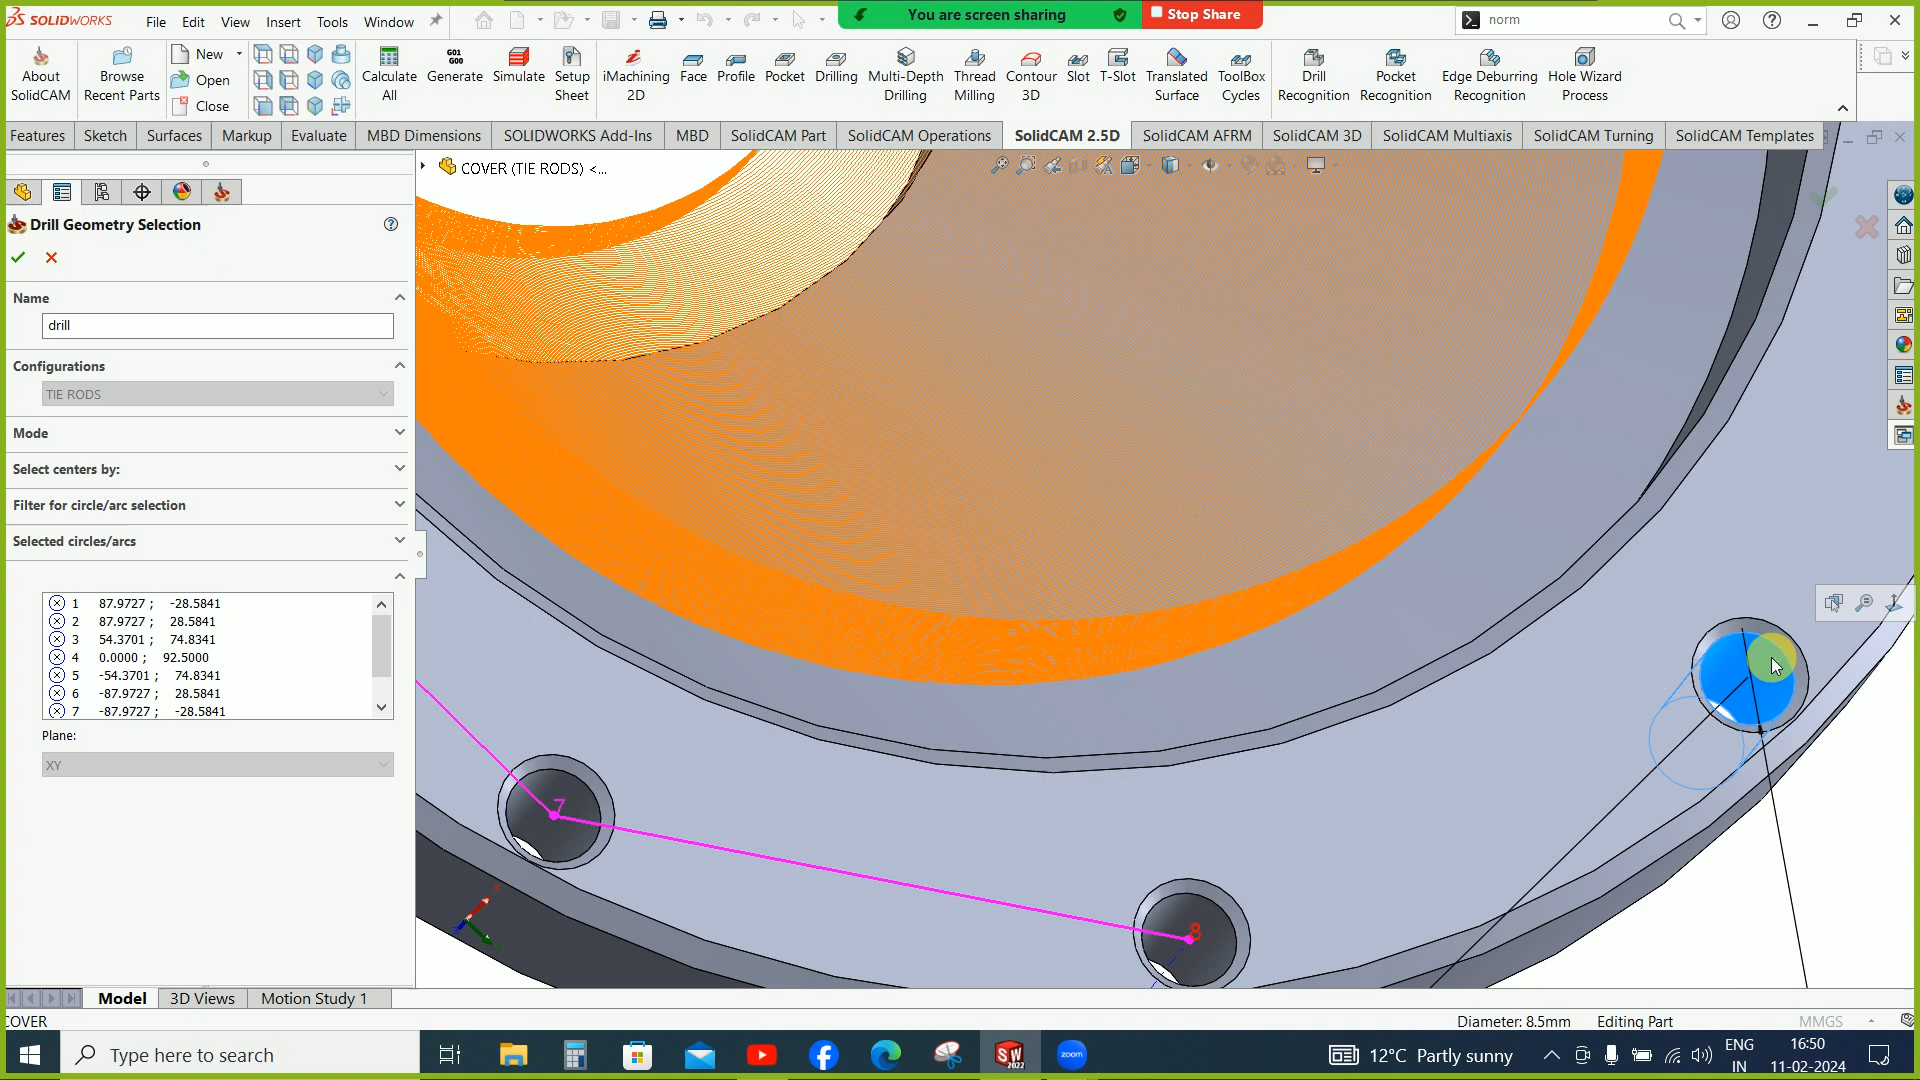 SOLIDWORKS File Edit View Insert Tools Window You are screen sharing Stop Share norm
About SolidCAM Browse Recent Parts New Open Close Calculate All G01 G00 Generate Simulate Setup Sheet iMachining 2D Face Profile Pocket Drilling Multi-Depth Drilling Thread Milling Contour 3D Slot T-Slot Translated Surface ToolBox Cycles Drill Recognition Pocket Recognition Edge Deburring Recognition Hole Wizard Process
Features Sketch Surfaces Markup Evaluate MBD Dimensions SOLIDWORKS Add-Ins MBD SolidCAM Part SolidCAM Operations SolidCAM 2.5D SolidCAM AFRM SolidCAM 3D SolidCAM Multiaxis SolidCAM Turning SolidCAM Templates
COVER (TIE RODS) <...
Drill Geometry Selection
Name
drill
Configurations
TIE RODS
Mode
Select centers by:
Filter for circle/arc selection
Selected circles/arcs
1 87.9727 ; -28.5841
2 87.9727 ; 28.5841
3 54.3701 ; 74.8341
4 0.0000 ; 92.5000
5 -54.3701 ; 74.8341
6 -87.9727 ; 28.5841
7 -87.9727 ; -28.5841
Plane:
XY
7
8
Model 3D Views Motion Study 1
COVER Diameter: 8.5mm Editing Part MMGS
Type here to search SW 2022 zoom 12°C Partly sunny ENG IN 16:50 11-02-2024